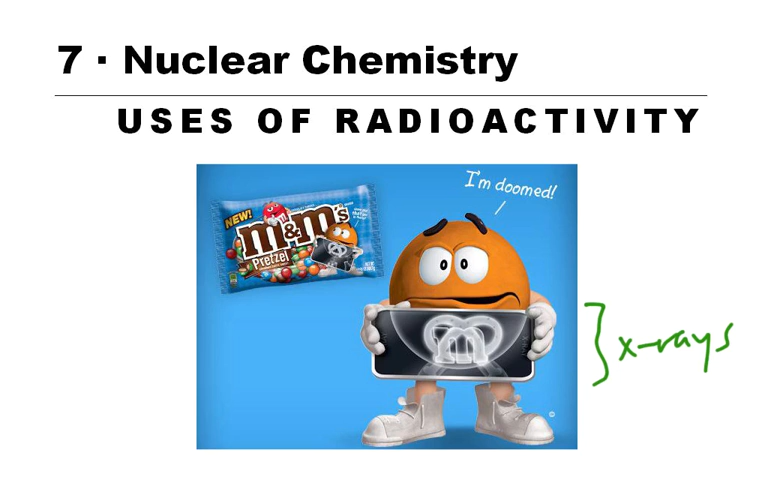 7 · Nuclear Chemistry
USES OF RADIOACTIVITY
I'm doomed!
NEW!
m&m's
Pretzel
m
x-rays
©